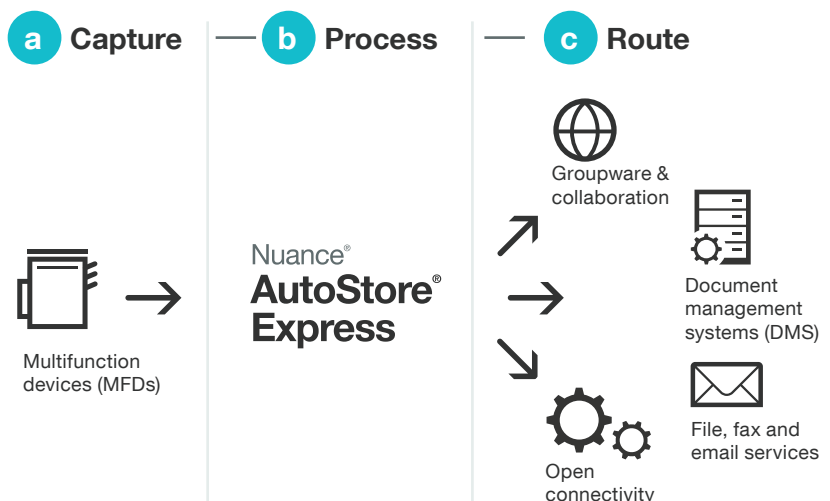 a Capture
b Process
c Route
Multifunction
devices (MFDs)
Nuance®
AutoStore®
Express
Groupware &
collaboration
Document
management
systems (DMS)
File, fax and
email services
Open
connectivity